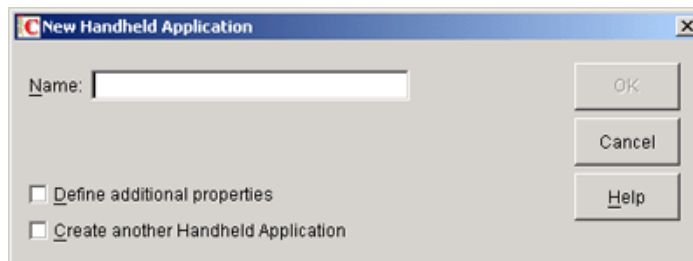 C New Handheld Application
Name:
OK
Cancel
Define additional properties
Help
Create another Handheld Application